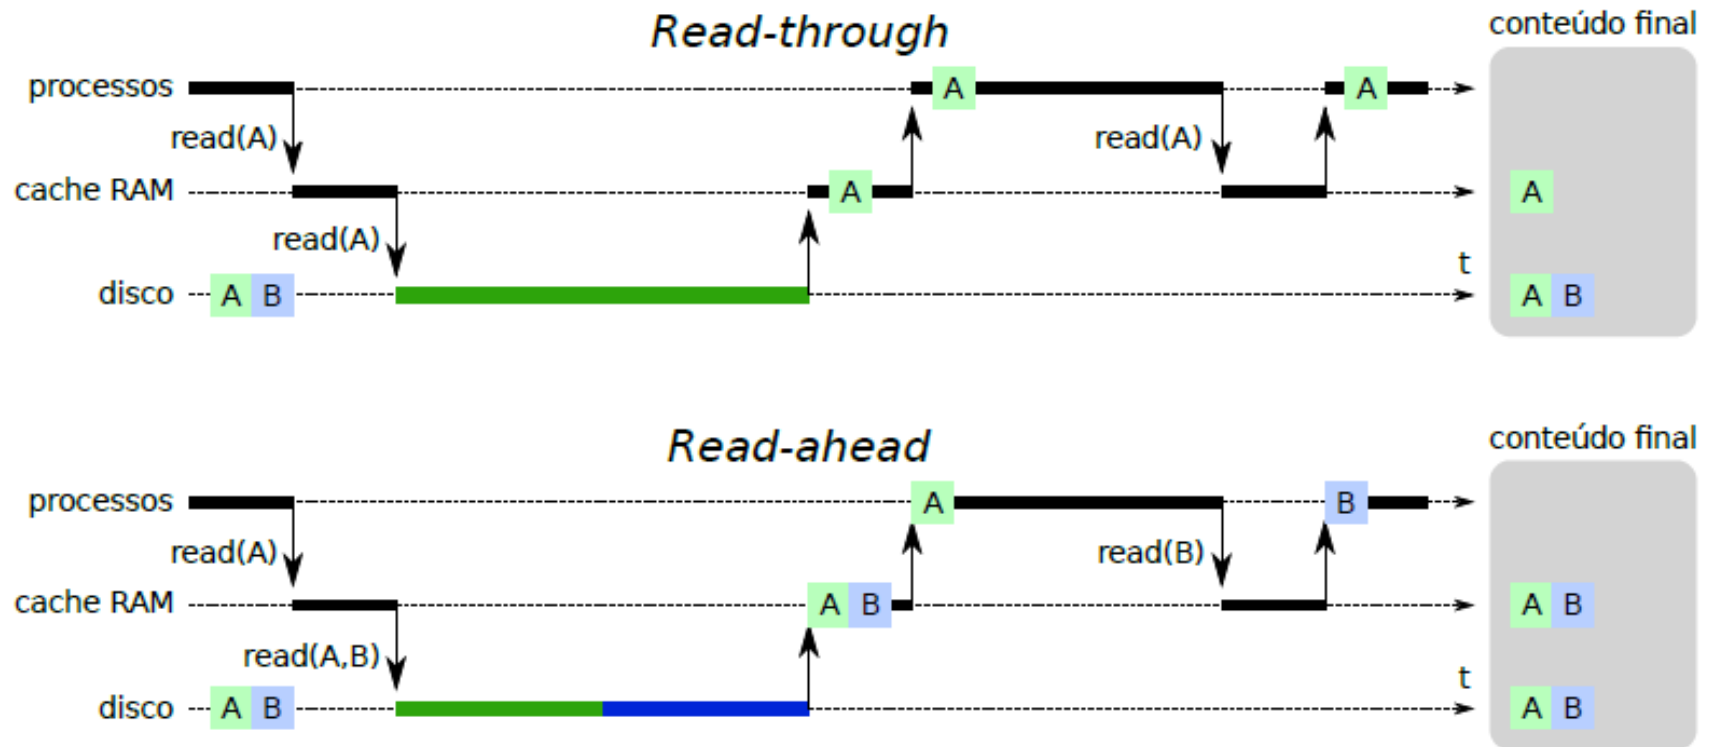 Read-through
conteúdo final
processos A A
read(A) read(A)
cache RAM A A
read(A) t
disco A B A B
Read-ahead
conteúdo final
processos A B
read(A) read(B)
cache RAM A B A B
read(A,B) t
disco A B A B